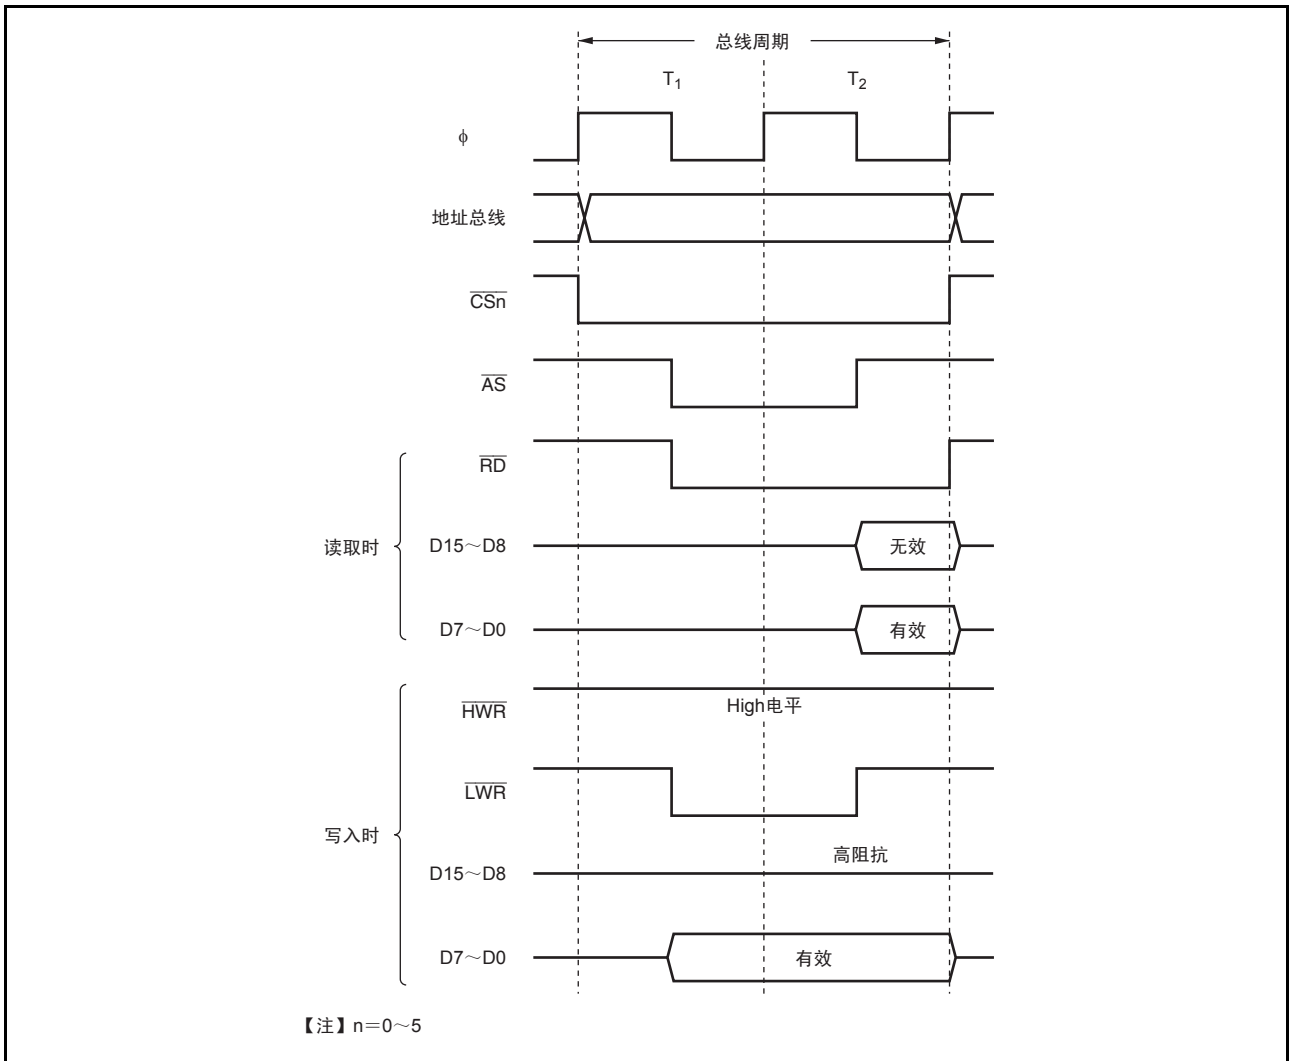 总线周期
T1 T2
ϕ
地址总线
CSn
AS
RD
读取时
D15～D8 无效
D7～D0 有效
HWR High电平
LWR
写入时
高阻抗
D15～D8
D7～D0 有效
【注】n＝0～5